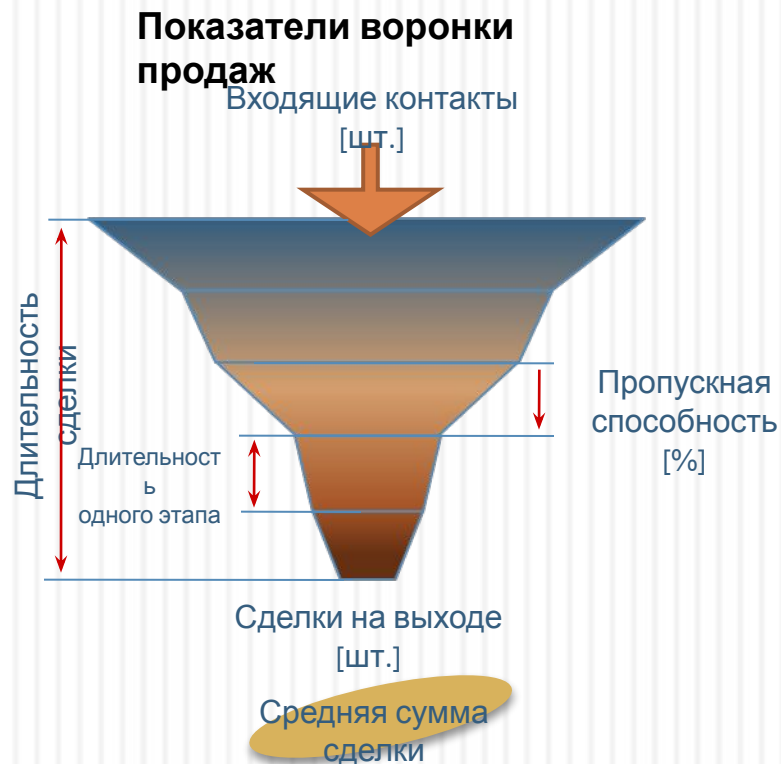 Показатели воронки
продаж
Входящие контакты
[шт.]
Длительность
сделки
Пропускная
способность
[%]
Длительност
ь
одного этапа
Сделки на выходе
[шт.]
Средняя сумма
сделки